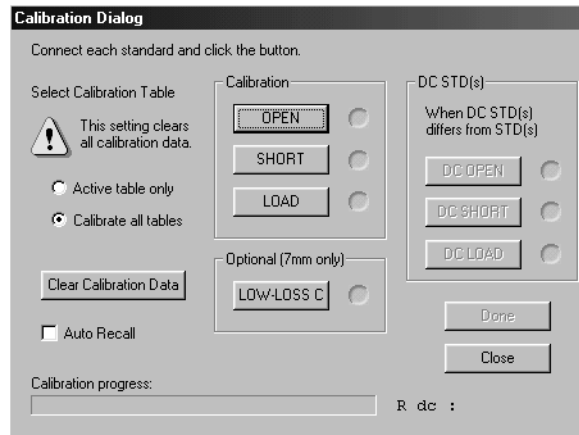 Calibration Dialog
Connect each standard and click the button.
Select Calibration Table
This setting clears
all calibration data.
Active table only
Calibrate all tables
Clear Calibration Data
Auto Recall
Calibration
OPEN
SHORT
LOAD
Optional (7mm only)
LOW-LOSS C
DC STD(s)
When DC STD(s)
differs from STD(s)
DC OPEN
DC SHORT
DC LOAD
Done
Close
Calibration progress:
R dc :